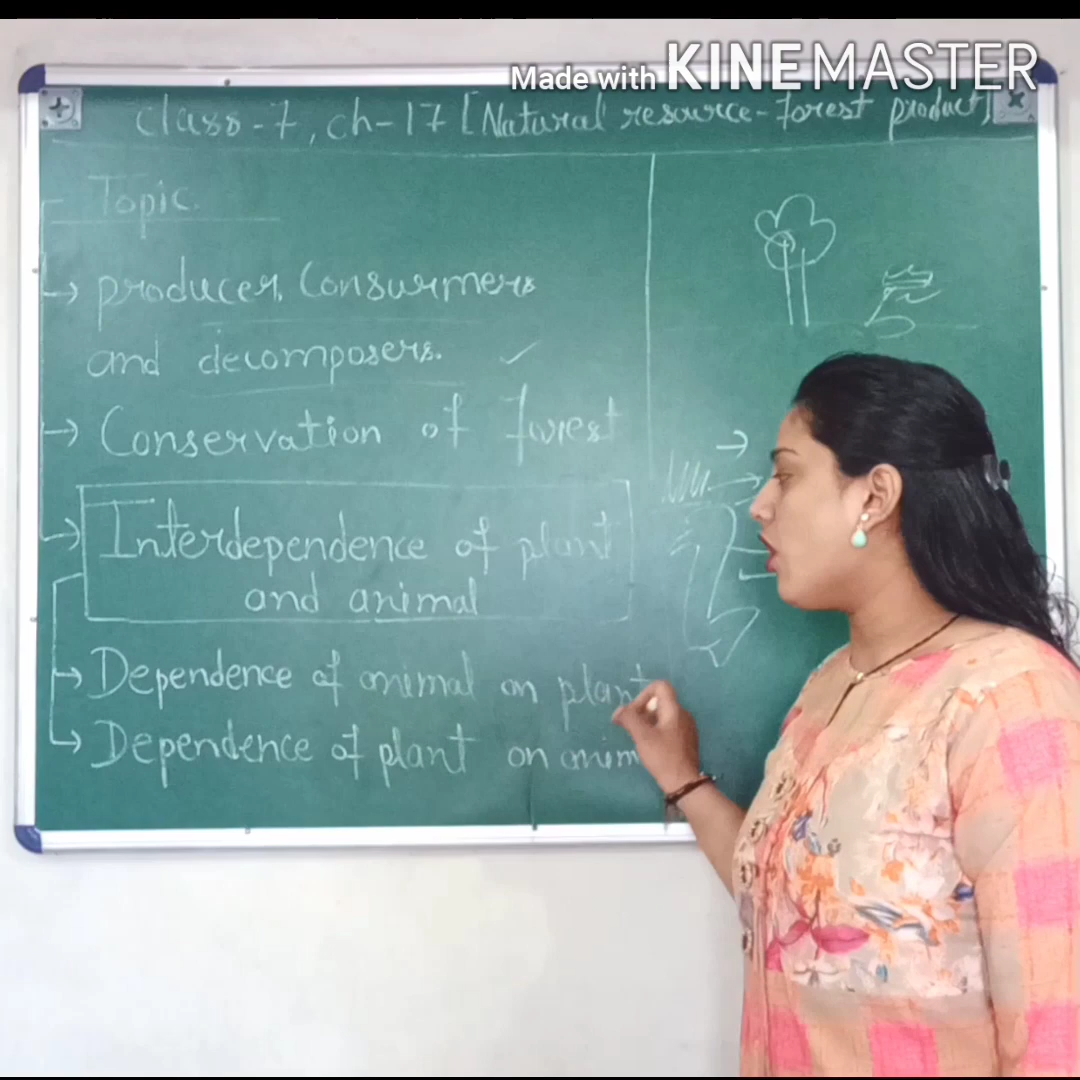 Made with KINEMASTER
Class-7, ch-17 [Natural resource-Forest product]
Topic.
→ producer, Consurmers
and decomposers. ✓
→ Conservation of forest
→ Interdependence of plant
and animal
→ Dependence of animal on plant
→ Dependence of plant on anim